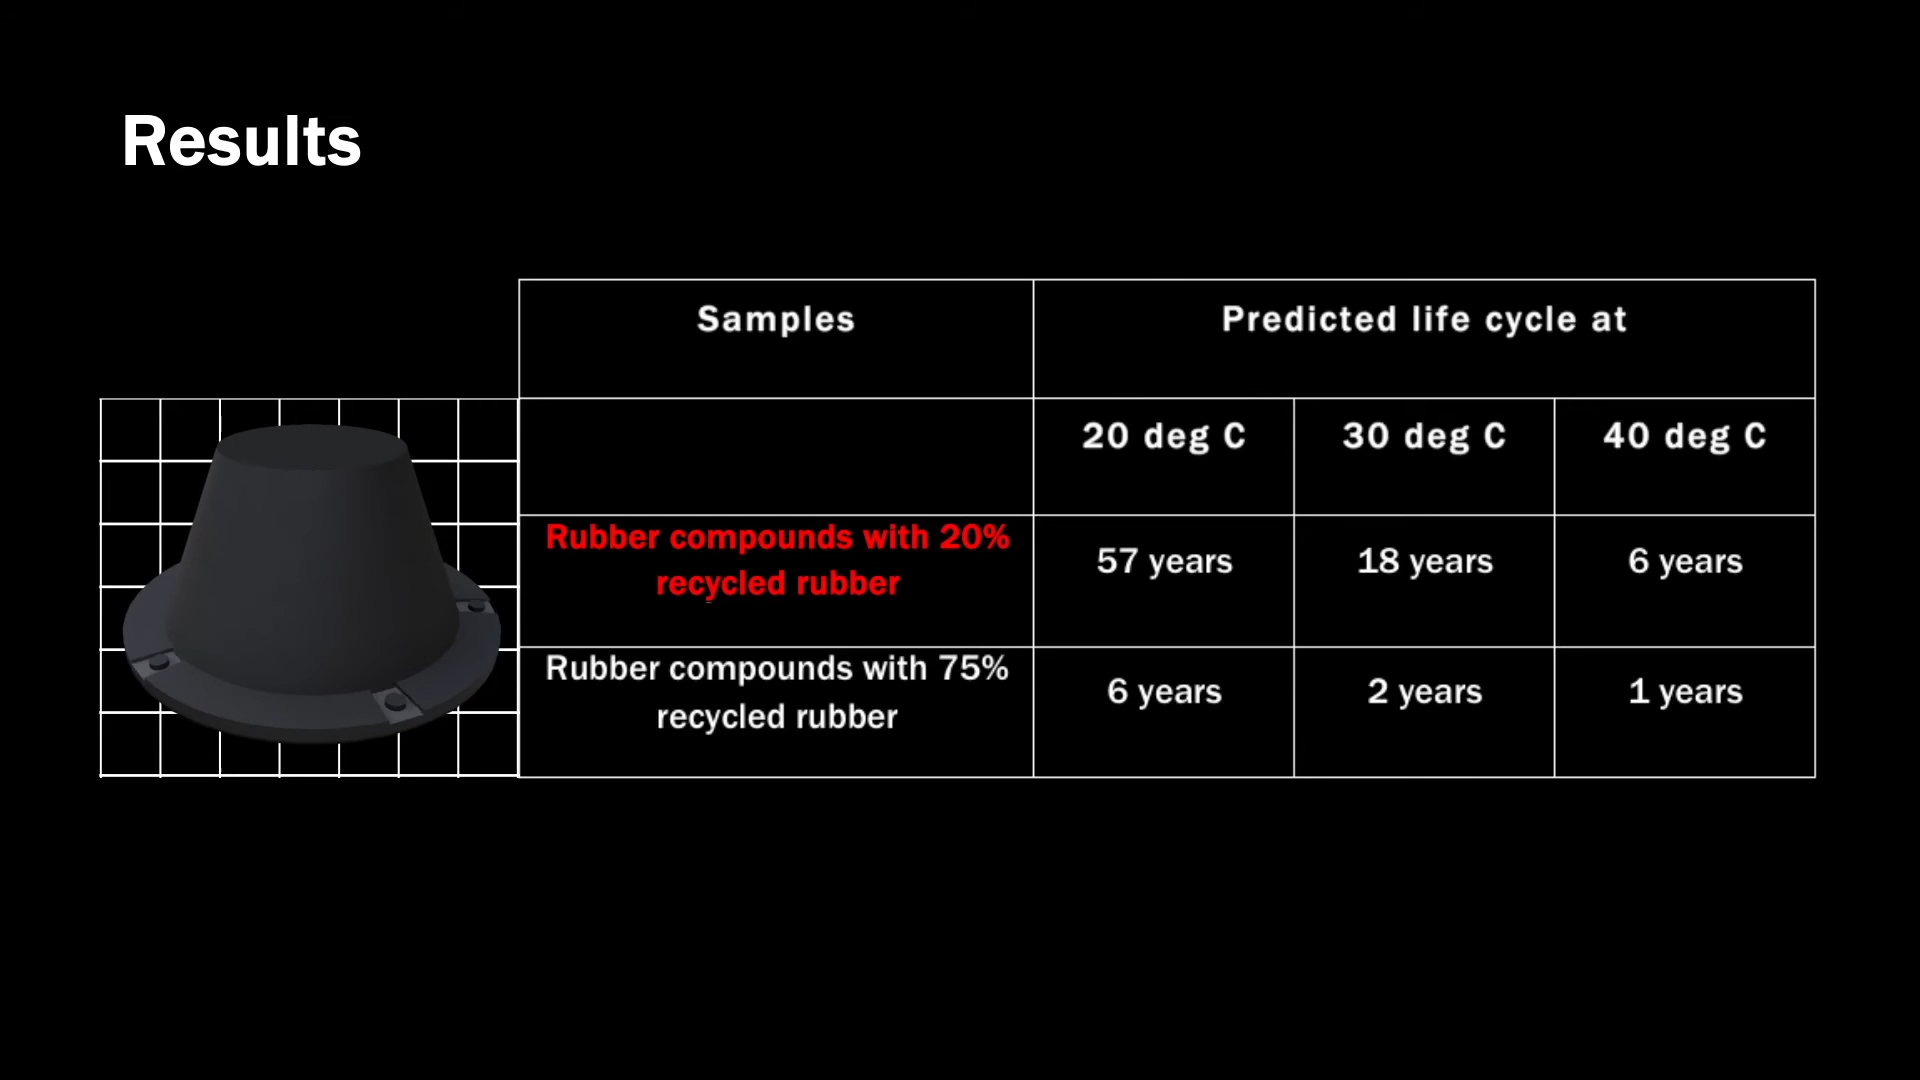 Results
Samples
Predicted life cycle at
20 deg C
30 deg C
40 deg C
Rubber compounds with 20%
recycled rubber
57 years
18 years
6 years
Rubber compounds with 75%
recycled rubber
6 years
2 years
1 years